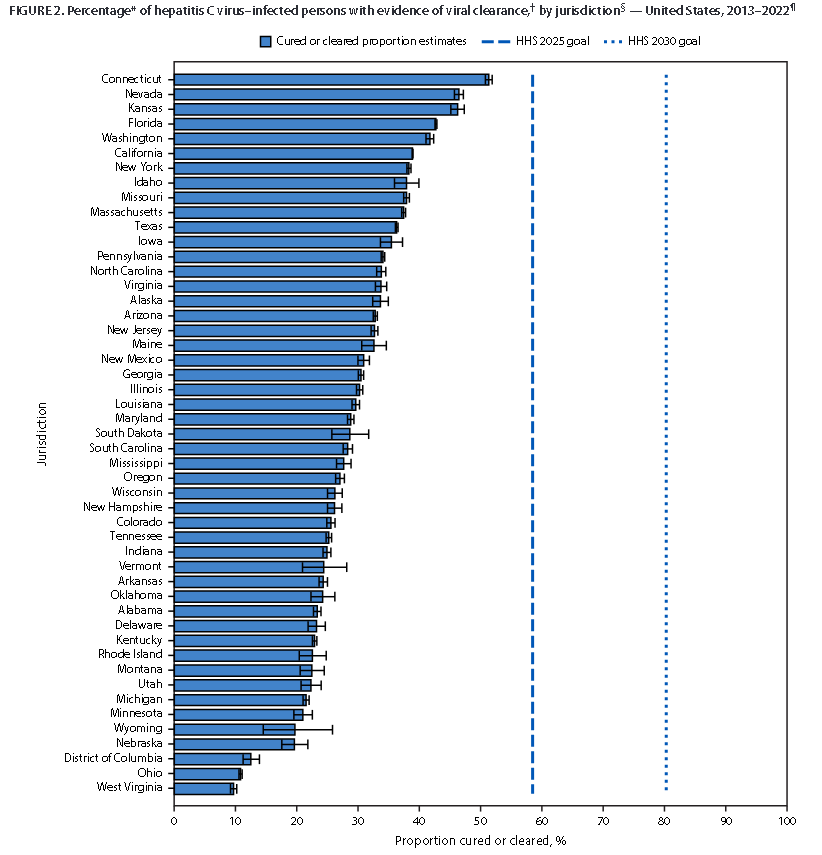 FIGURE 2. Percentage* of hepatitis C virus–infected persons with evidence of viral clearance,† by jurisdiction§ — United States, 2013–2022¶
Cured or cleared proportion estimates HHS 2025 goal HHS 2030 goal
Connecticut
Nevada
Kansas
Florida
Washington
California
New York
Idaho
Missouri
Massachusetts
Texas
Iowa
Pennsylvania
North Carolina
Virginia
Alaska
Arizona
New Jersey
Maine
New Mexico
Georgia
Illinois
Louisiana
Maryland
South Dakota
South Carolina
Mississippi
Oregon
Wisconsin
New Hampshire
Colorado
Tennessee
Indiana
Vermont
Arkansas
Oklahoma
Alabama
Delaware
Kentucky
Rhode Island
Montana
Utah
Michigan
Minnesota
Wyoming
Nebraska
District of Columbia
Ohio
West Virginia
Jurisdiction
0 10 20 30 40 50 60 70 80 90 100
Proportion cured or cleared, %